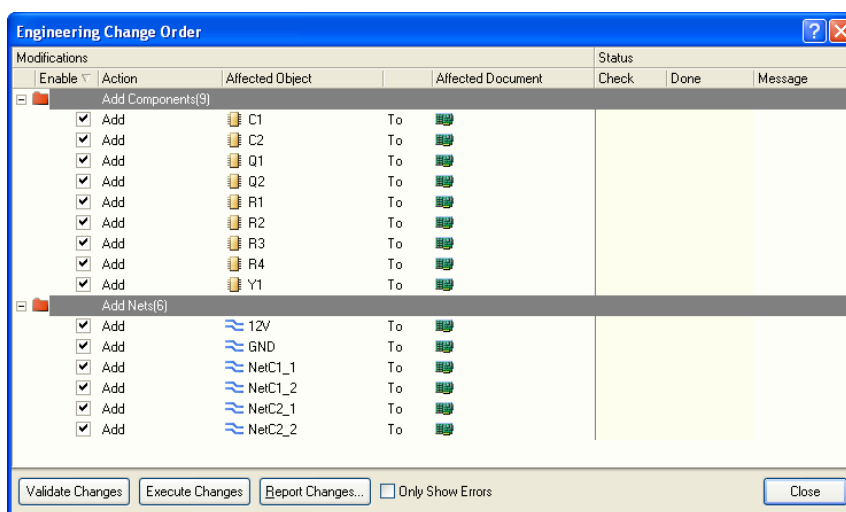 Engineering Change Order
Modifications Status
Enable Action Affected Object Affected Document Check Done Message
Add Components(9)
Add C1 To
Add C2 To
Add Q1 To
Add Q2 To
Add R1 To
Add R2 To
Add R3 To
Add R4 To
Add Y1 To
Add Nets(6)
Add 12V To
Add GND To
Add NetC1_1 To
Add NetC1_2 To
Add NetC2_1 To
Add NetC2_2 To
Validate Changes Execute Changes Report Changes... Only Show Errors Close